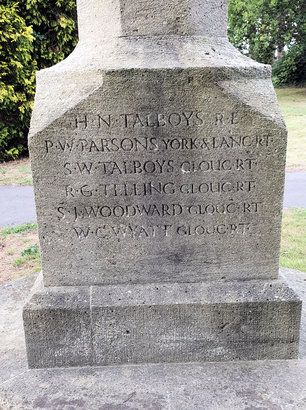 H·N·TALBOYS R·E·
P·W·PARSONS YORK & LANC·RT·
S·W·TALBOYS GLOUC·RT·
R·G·TELLING GLOUC·RT·
S·J·WOODWARD GLOUC·RT·
W·C·WYATT GLOUC·RT·